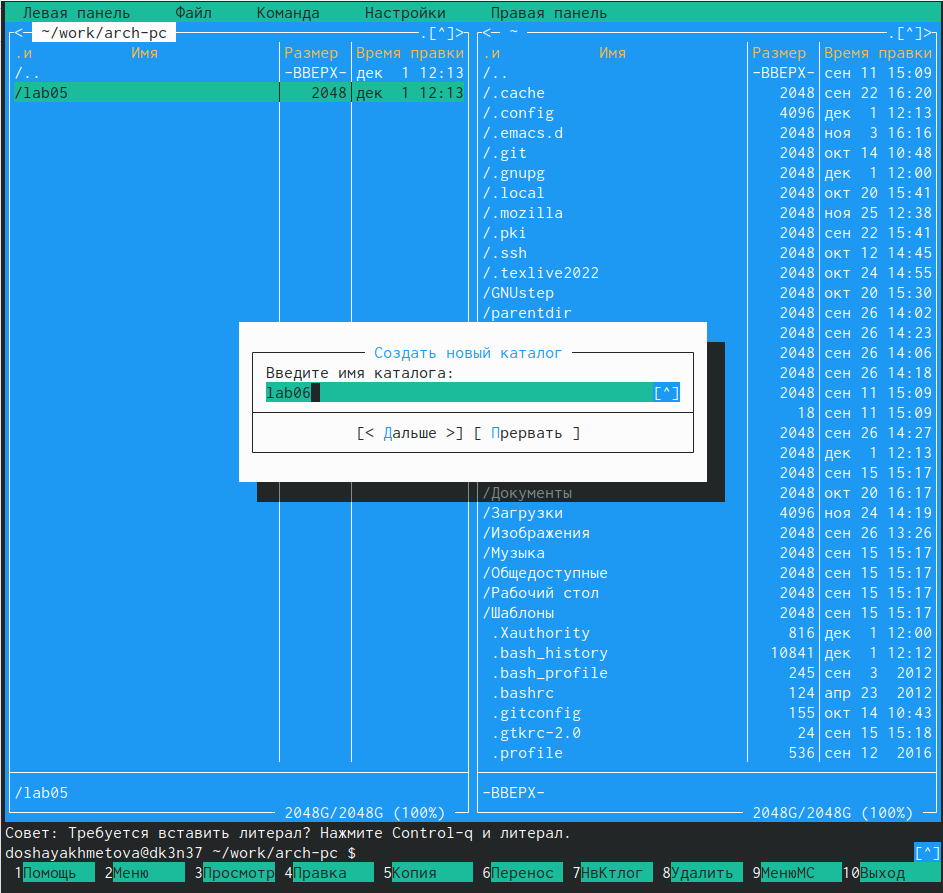 Левая панель Файл Команда Настройки Правая панель
<─ ~/work/arch-pc .[^]>
.и Имя Размер Время правки
/.. -ВВЕРХ- дек 1 12:13
/lab05 2048 дек 1 12:13
/lab05
2048G/2048G (100%)
<─ ~ .[^]>
.и Имя Размер Время правки
/.. -ВВЕРХ- сен 11 15:09
/.cache 2048 сен 22 16:20
/.config 4096 дек 1 12:13
/.emacs.d 2048 ноя 3 16:16
/.git 2048 окт 14 10:48
/.gnupg 2048 дек 1 12:00
/.local 2048 окт 20 15:41
/.mozilla 2048 ноя 25 12:38
/.pki 2048 сен 22 15:41
/.ssh 2048 окт 12 14:45
/.texlive2022 2048 окт 24 14:55
/GNUstep 2048 окт 20 15:30
/parentdir 2048 сен 26 14:02
2048 сен 26 14:23
2048 сен 26 14:06
2048 сен 26 14:18
2048 сен 11 15:09
18 сен 11 15:09
2048 сен 26 14:27
2048 дек 1 12:13
2048 сен 15 15:17
/Документы 2048 окт 20 16:17
/Загрузки 4096 ноя 24 14:19
/Изображения 2048 сен 26 13:26
/Музыка 2048 сен 15 15:17
/Общедоступные 2048 сен 15 15:17
/Рабочий стол 2048 сен 15 15:17
/Шаблоны 2048 сен 15 15:17
.Xauthority 816 дек 1 12:00
.bash_history 10841 дек 1 12:12
.bash_profile 245 сен 3 2012
.bashrc 124 апр 23 2012
.gitconfig 155 окт 14 10:43
.gtkrc-2.0 24 сен 15 15:18
.profile 536 сен 12 2016
-ВВЕРХ-
2048G/2048G (100%)
Создать новый каталог
Введите имя каталога:
lab06 [^]
[< Дальше >] [ Прервать ]
Совет: Требуется вставить литерал? Нажмите Control-q и литерал.
doshayakhmetova@dk3n37 ~/work/arch-pc $ [^]
1Помощь 2Меню 3Просмотр 4Правка 5Копия 6Перенос 7НвКтлог 8Удалить 9МенюМС 10Выход